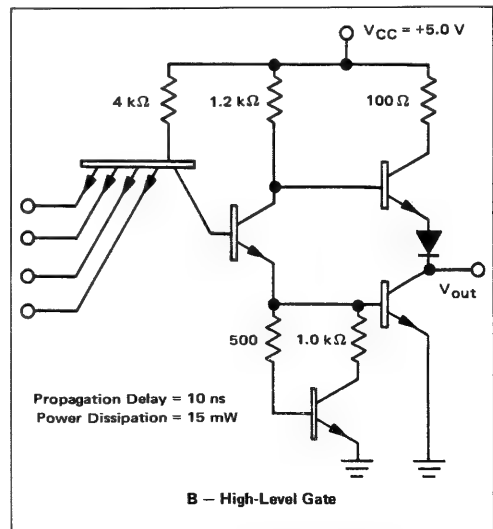 V_CC = +5.0 V
4 kΩ
1.2 kΩ
100 Ω
V_out
500
1.0 kΩ
Propagation Delay = 10 ns
Power Dissipation = 15 mW
B – High-Level Gate